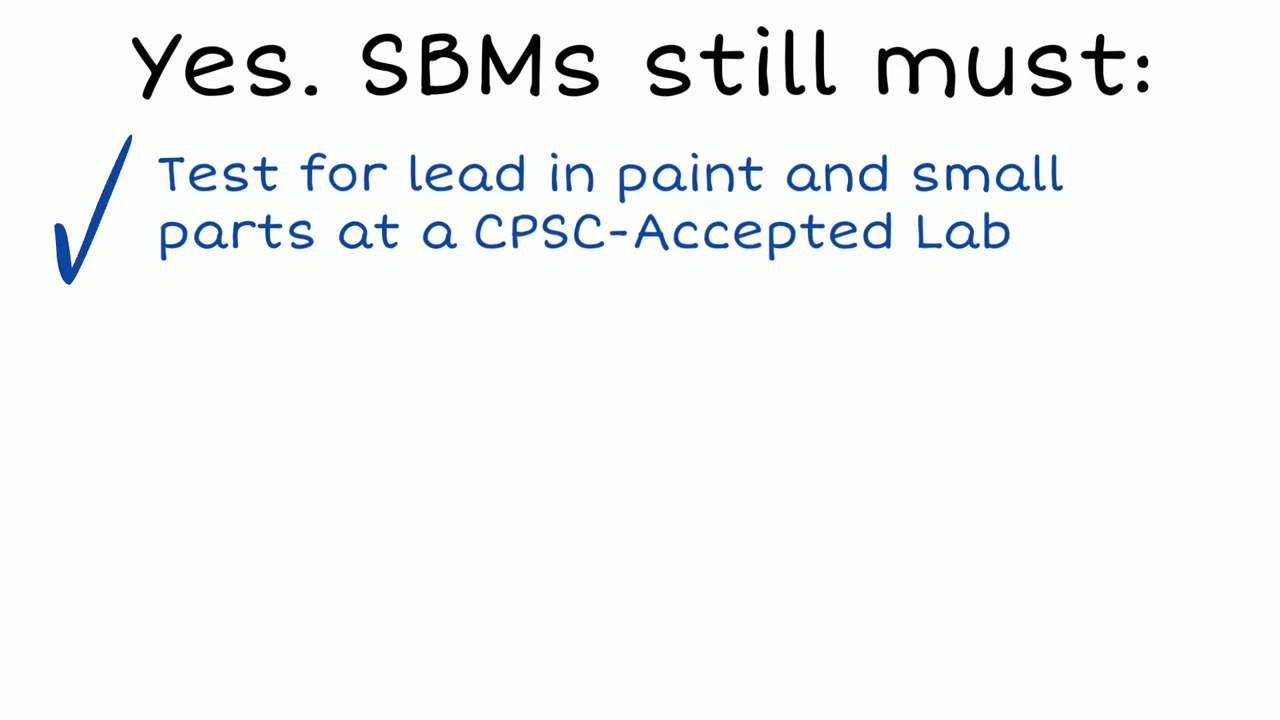 Yes. SBMs still must:
Test for lead in paint and small
parts at a CPSC-Accepted Lab